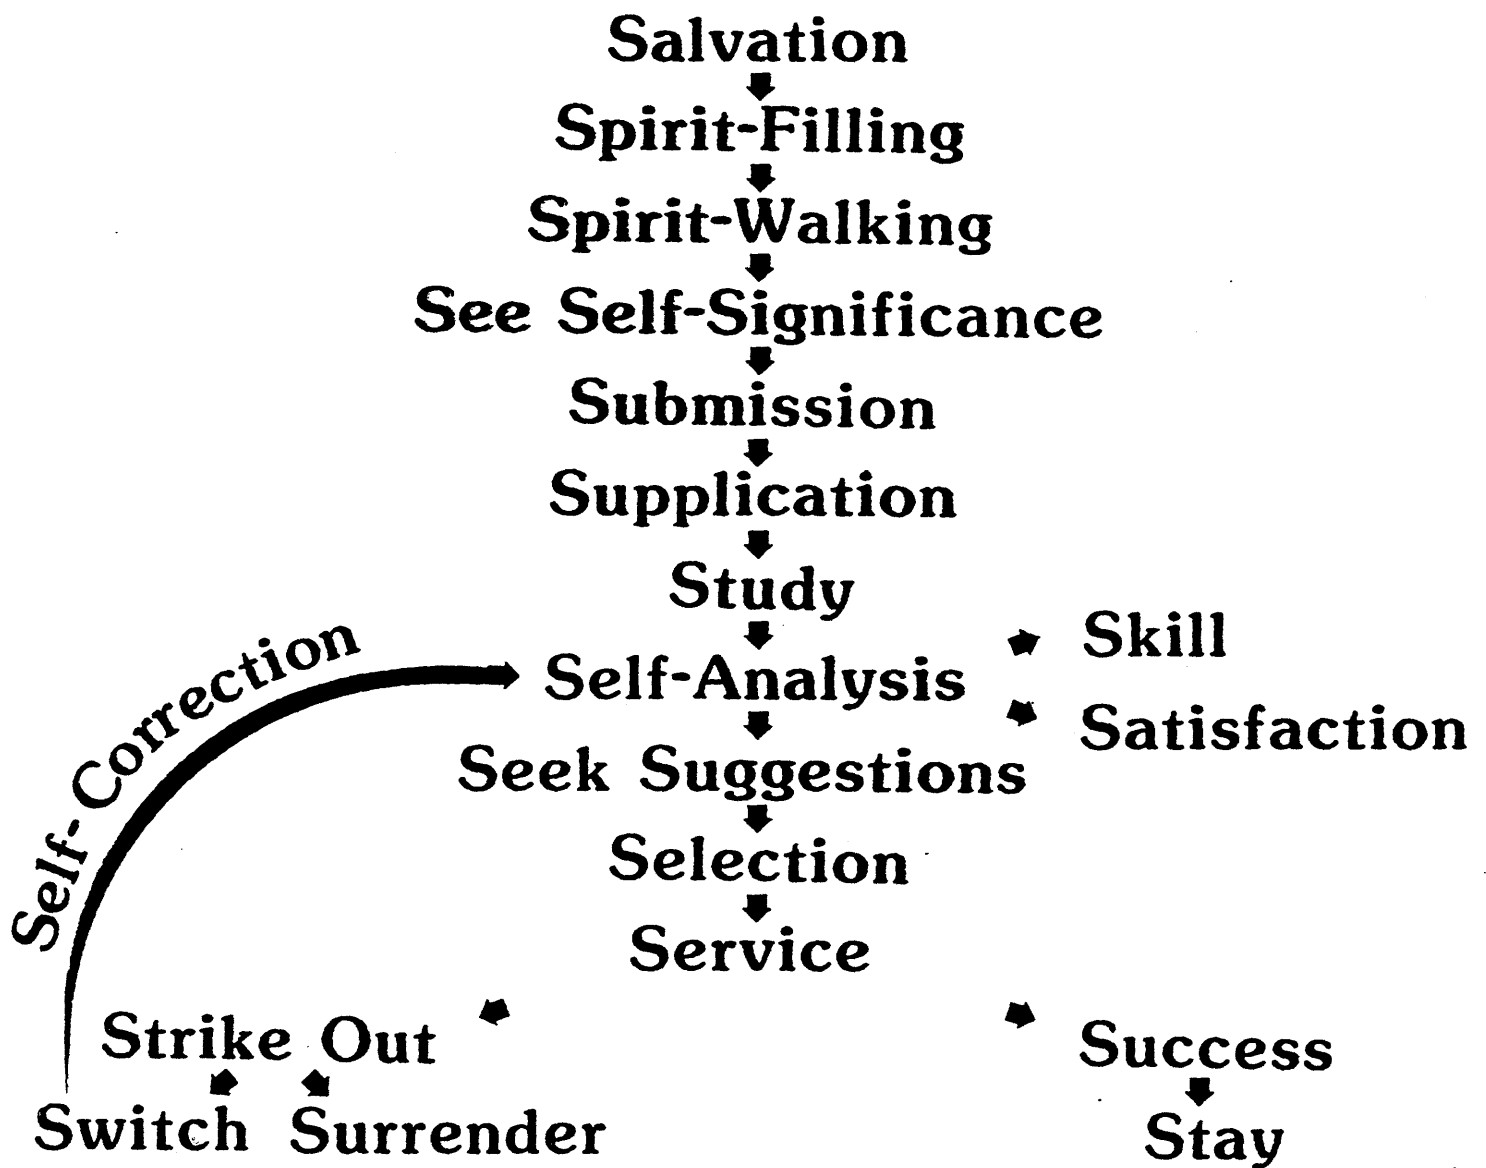 Salvation
Spirit-Filling
Spirit-Walking
See Self-Significance
Submission
Supplication
Study
Skill
Self-Analysis
Satisfaction
Seek Suggestions
Selection
Service
Self-Correction
Strike Out
Success
Switch Surrender
Stay